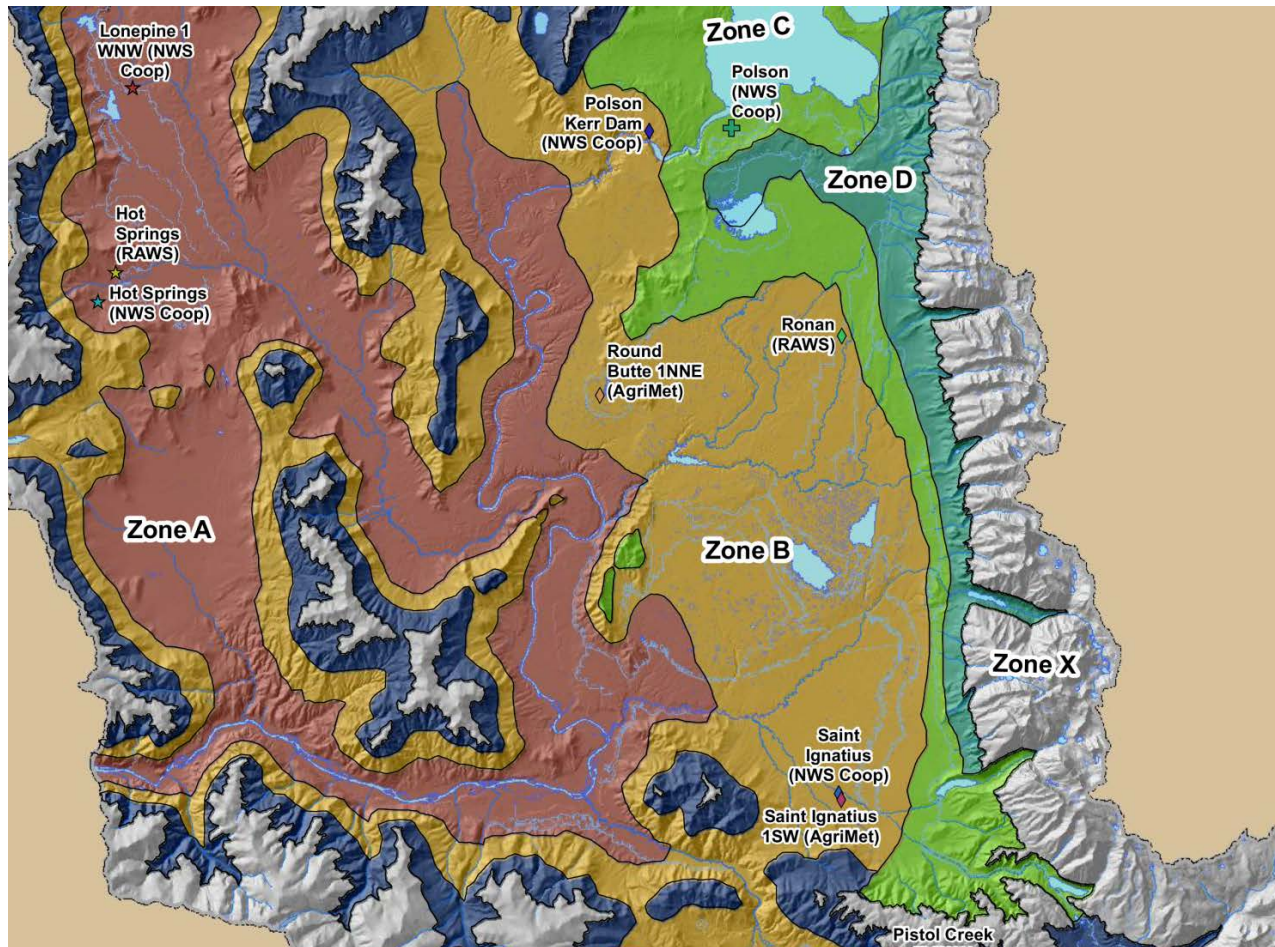 Lonepine 1
WNW (NWS
Coop)
Zone C
Polson
(NWS
Coop)
Polson
Kerr Dam
(NWS Coop)
Zone D
Hot
Springs
(RAWS)
Hot Springs
(NWS Coop)
Ronan
(RAWS)
Round
Butte 1NNE
(AgriMet)
Zone A
Zone B
Zone X
Saint
Ignatius
(NWS Coop)
Saint Ignatius
1SW (AgriMet)
Pistol Creek